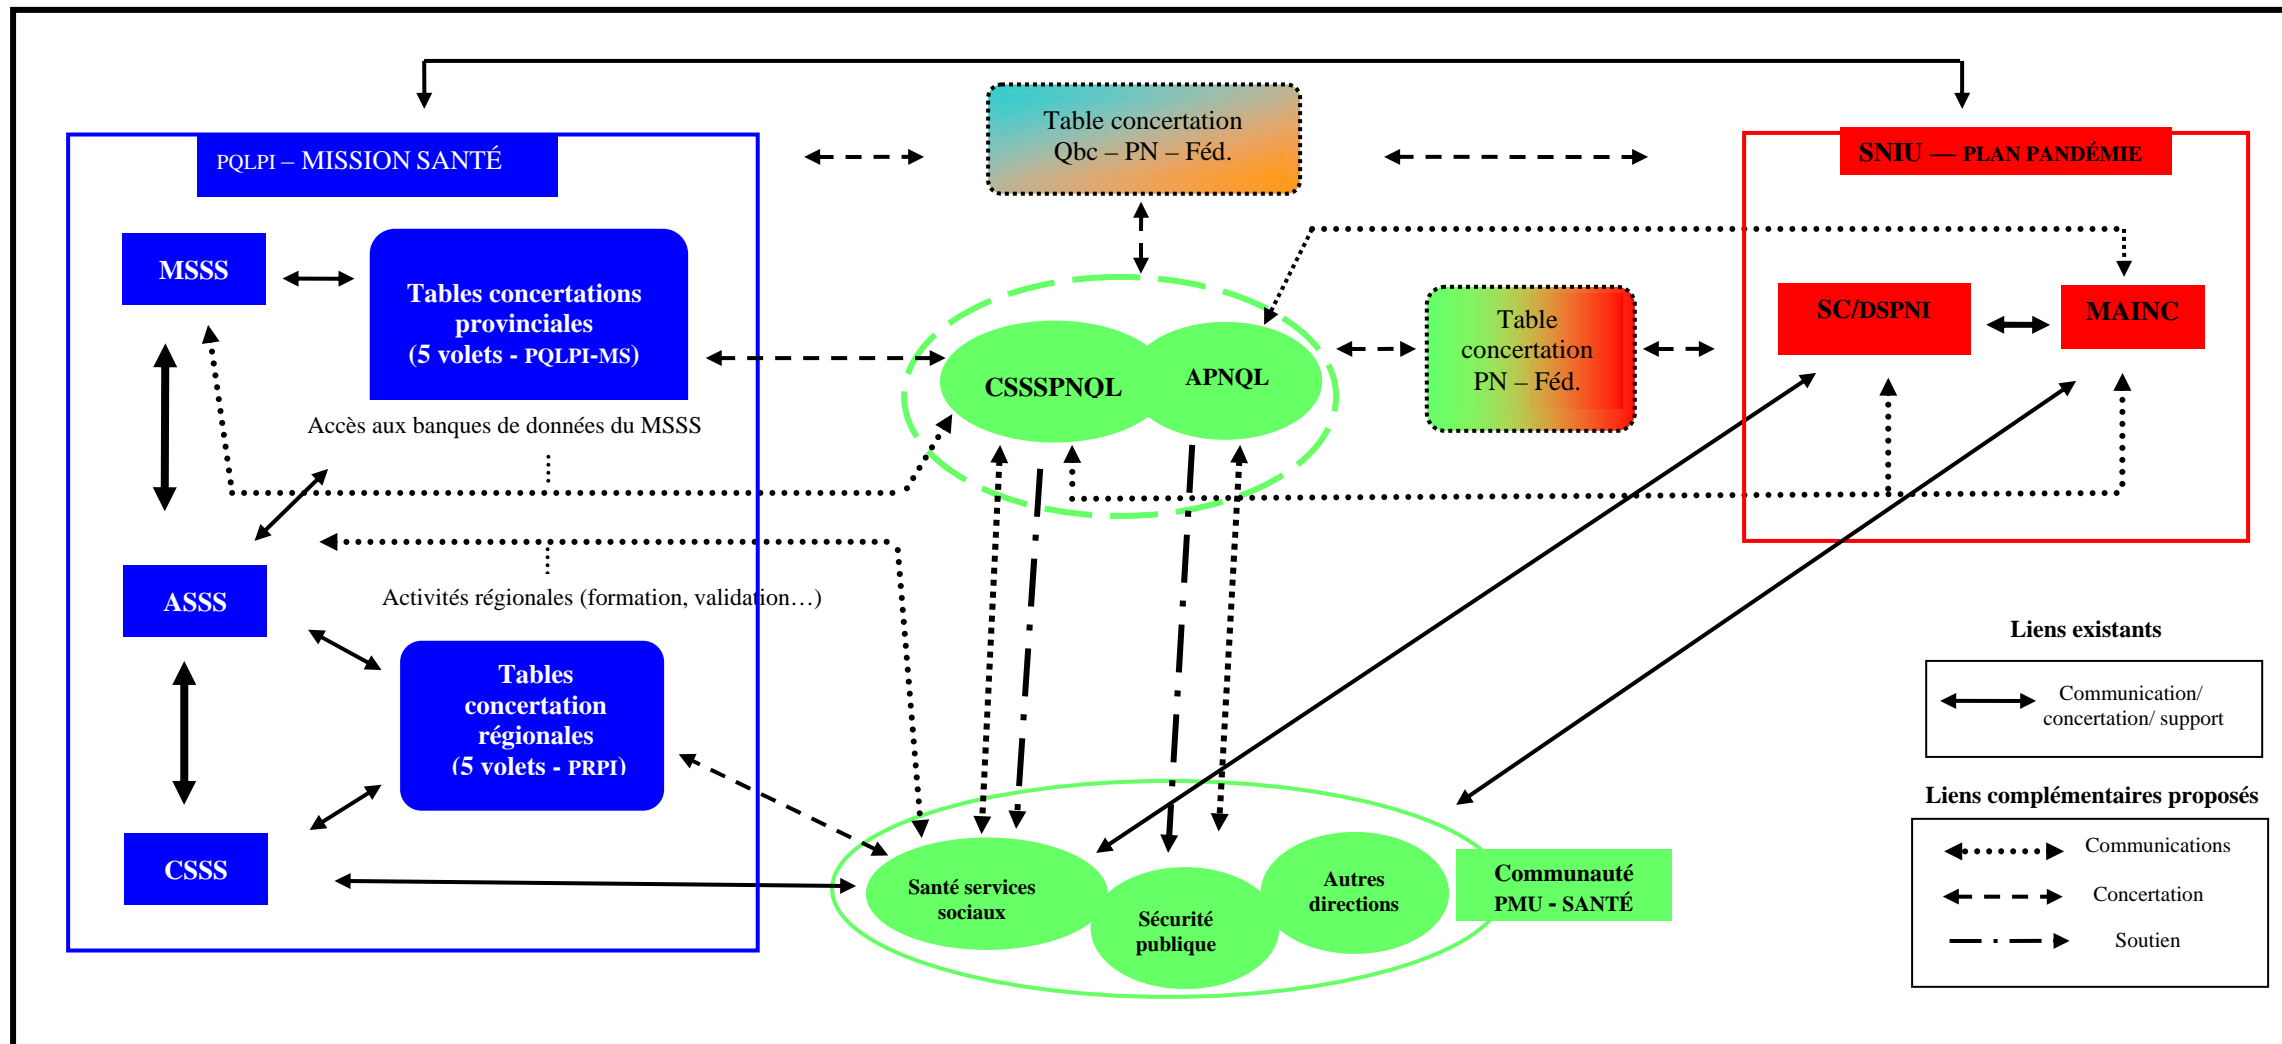 PQLPI – MISSION SANTÉ
MSSS
Tables concertations
provinciales
(5 volets - PQLPI-MS)
Accès aux banques de données du MSSS
ASSS
Activités régionales (formation, validation…)
Tables
concertation
régionales
(5 volets - PRPI)
CSSS
Table concertation
Qbc – PN – Féd.
CSSSPNQL
APNQL
Table
concertation
PN – Féd.
SNIU — PLAN PANDÉMIE
SC/DSPNI
MAINC
Santé services
sociaux
Sécurité
publique
Autres
directions
Communauté
PMU - SANTÉ
Liens existants
Communication/
concertation/ support
Liens complémentaires proposés
Communications
Concertation
Soutien